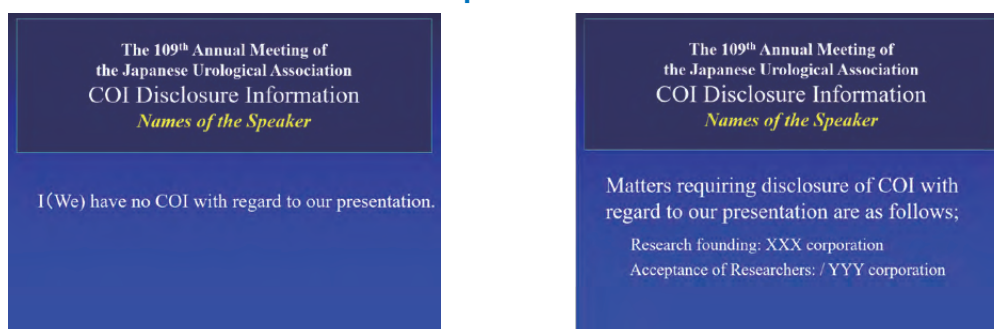 The 109th Annual Meeting of
the Japanese Urological Association
COI Disclosure Information
Names of the Speaker
I(We) have no COI with regard to our presentation.
The 109th Annual Meeting of
the Japanese Urological Association
COI Disclosure Information
Names of the Speaker
Matters requiring disclosure of COI with
regard to our presentation are as follows;
Research founding: XXX corporation
Acceptance of Researchers: / YYY corporation